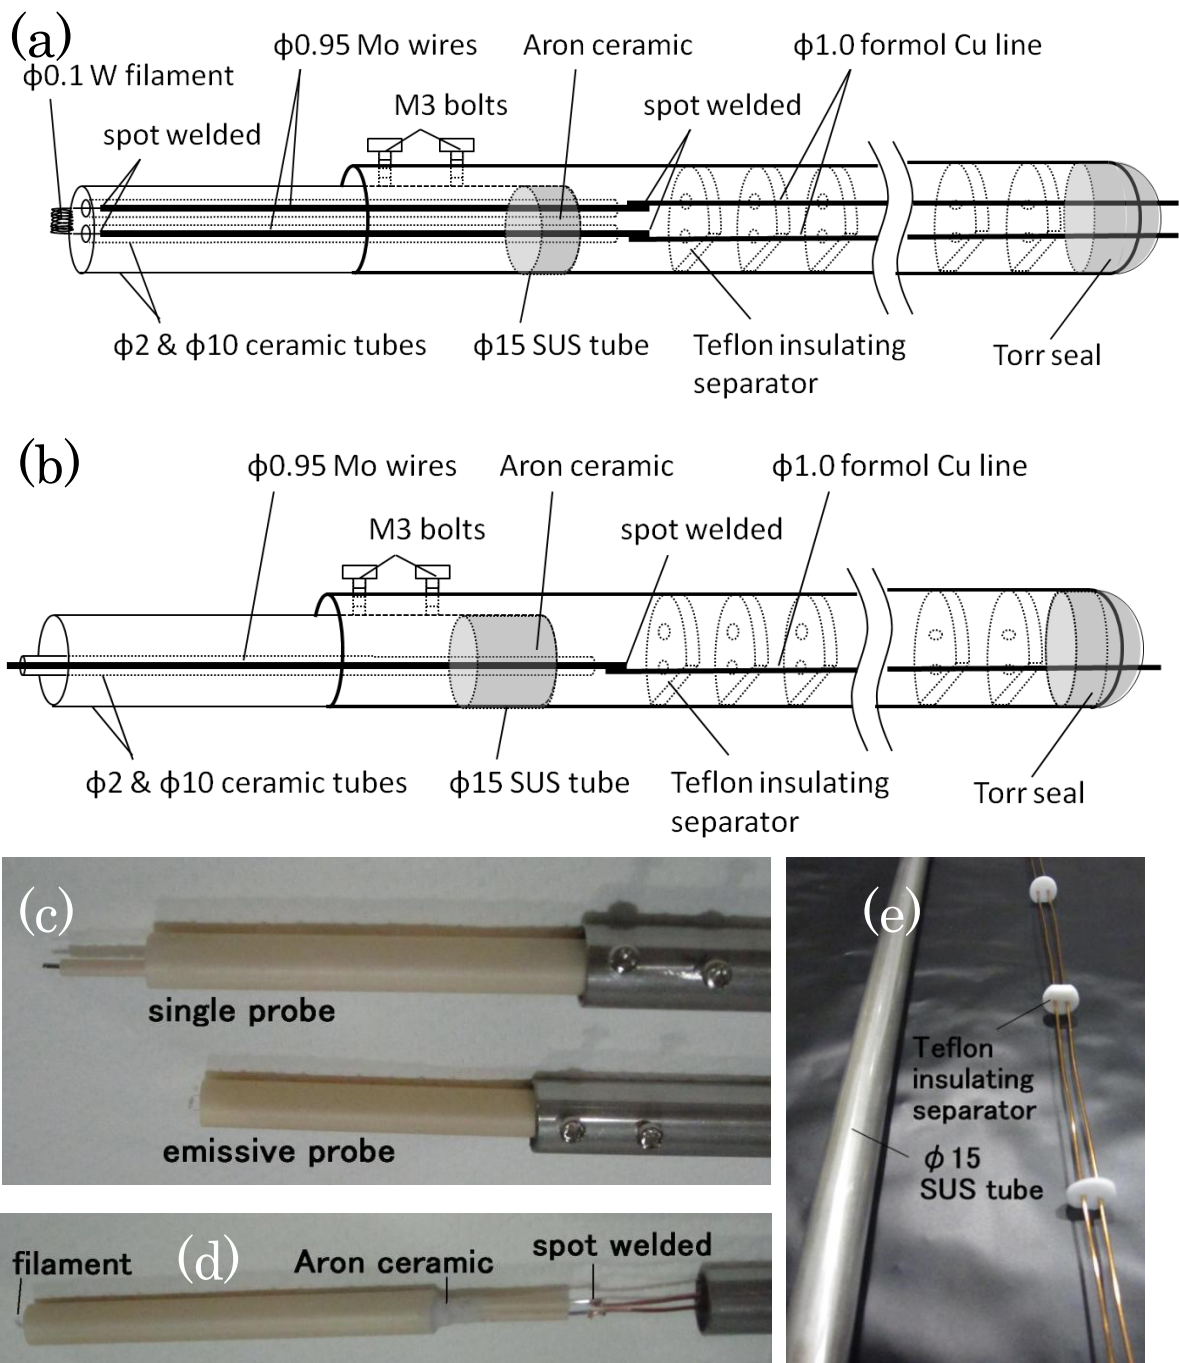 (a)
ϕ0.95 Mo wires
Aron ceramic
ϕ1.0 formol Cu line
ϕ0.1 W filament
M3 bolts
spot welded
spot welded
ϕ2 & ϕ10 ceramic tubes
ϕ15 SUS tube
Teflon insulating
separator
Torr seal
(b)
ϕ0.95 Mo wires
Aron ceramic
ϕ1.0 formol Cu line
M3 bolts
spot welded
ϕ2 & ϕ10 ceramic tubes
ϕ15 SUS tube
Teflon insulating
separator
Torr seal
(c)
single probe
emissive probe
(d)
filament
Aron ceramic
spot welded
(e)
Teflon
insulating
separator
ϕ 15
SUS tube